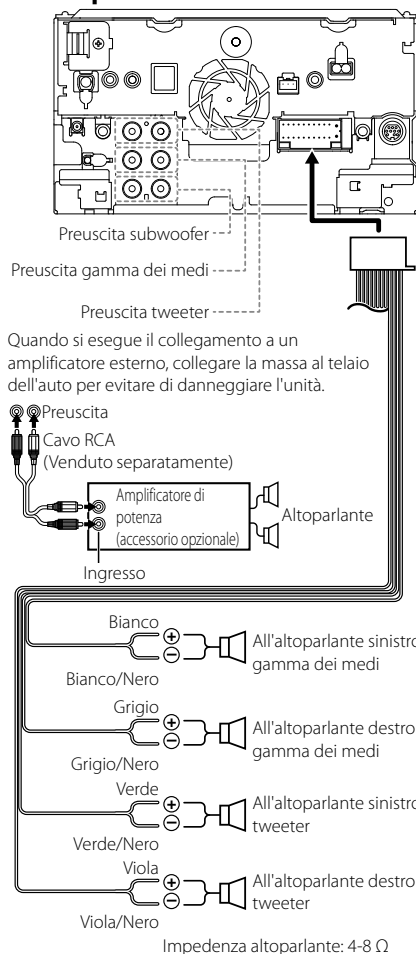 Preuscita subwoofer
Preuscita gamma dei medi
Preuscita tweeter
Quando si esegue il collegamento a un
amplificatore esterno, collegare la massa al telaio
dell'auto per evitare di danneggiare l'unità.
Preuscita
Cavo RCA
(Venduto separatamente)
Amplificatore di
potenza
(accessorio opzionale)
Altoparlante
Ingresso
Bianco
Bianco/Nero
All'altoparlante sinistro
gamma dei medi
Grigio
Grigio/Nero
All'altoparlante destro
gamma dei medi
Verde
Verde/Nero
All'altoparlante sinistro
tweeter
Viola
Viola/Nero
All'altoparlante destro
tweeter
Impedenza altoparlante: 4-8 Ω